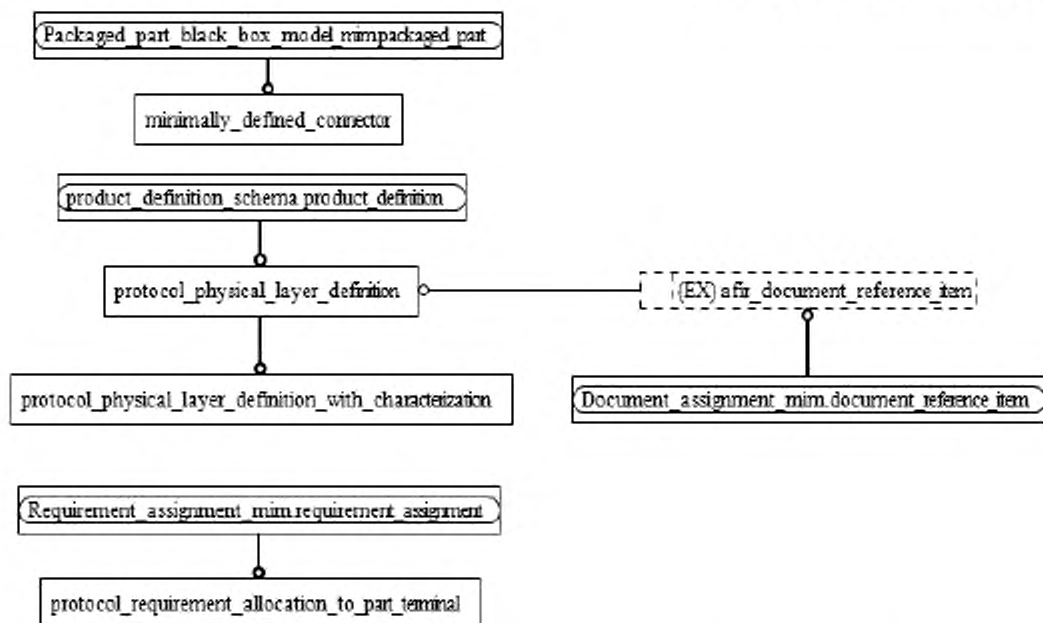 Packaged_part_black_box_model_mim.packaged_part
minimally_defined_connector
product_definition_schema.product_definition
protocol_physical_layer_definition
(EX) afir_document_reference_item
protocol_physical_layer_definition_with_characterization
Document_assignment_mim.document_reference_item
Requirement_assignment_mim.requirement_assignment
protocol_requirement_allocation_to_part_terminal